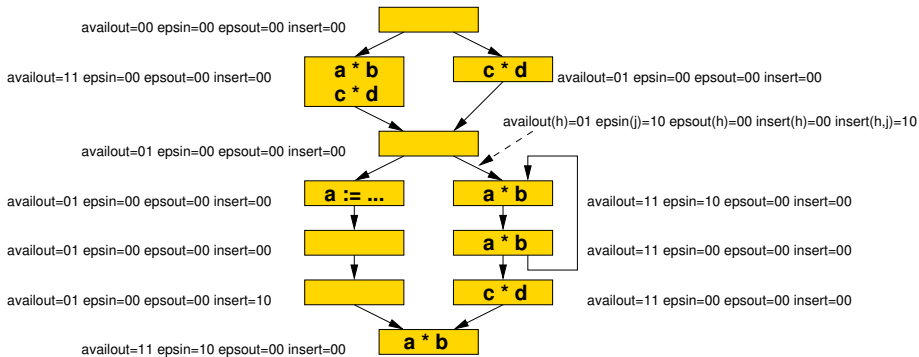 availout=00 epsin=00 epsout=00 insert=00
availout=11 epsin=00 epsout=00 insert=00
a * b
c * d
c * d
availout=01 epsin=00 epsout=00 insert=00
availout(h)=01 epsin(j)=10 epsout(h)=00 insert(h)=00 insert(h,j)=10
availout=01 epsin=00 epsout=00 insert=00
availout=01 epsin=00 epsout=00 insert=00
a := ...
a * b
availout=11 epsin=10 epsout=00 insert=00
availout=01 epsin=00 epsout=00 insert=00
a * b
availout=11 epsin=00 epsout=00 insert=00
availout=01 epsin=00 epsout=00 insert=10
c * d
availout=11 epsin=00 epsout=00 insert=00
availout=11 epsin=10 epsout=00 insert=00
a * b